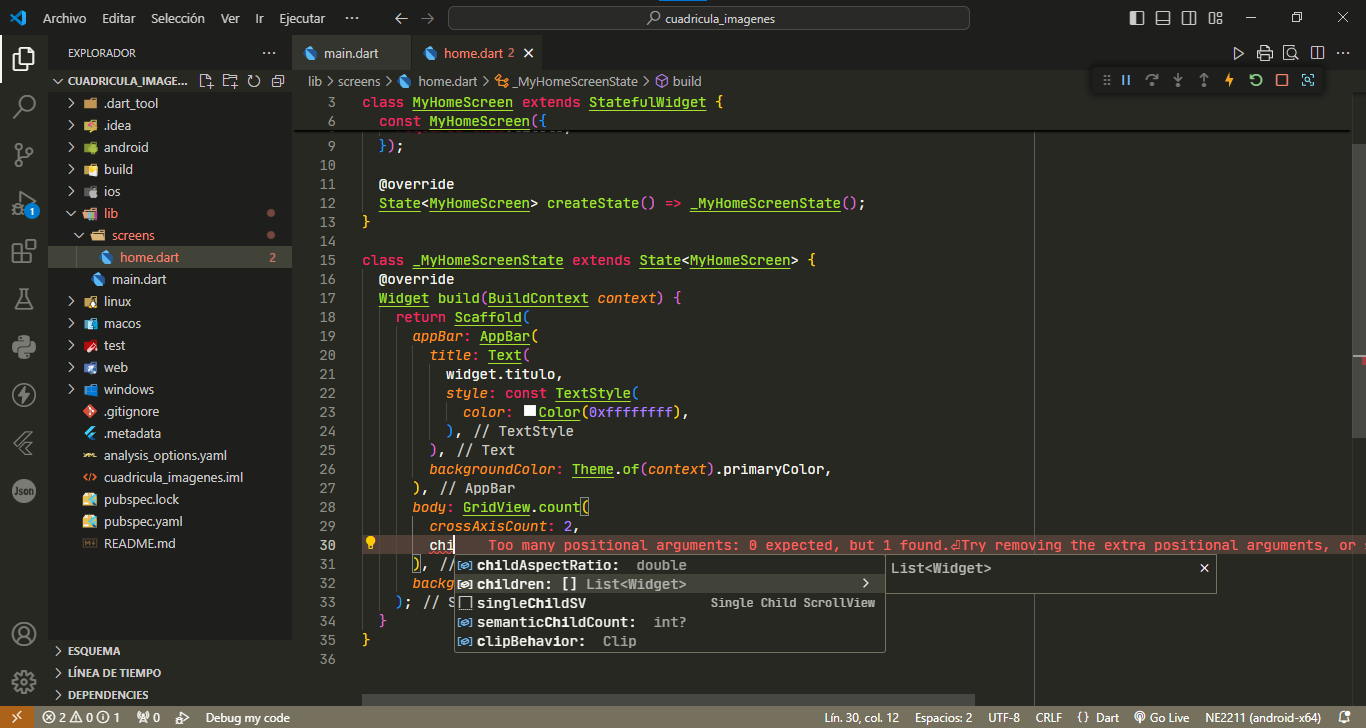 Archivo Editar Selección Ver Ir Ejecutar ··· cuadricula_imagenes
EXPLORADOR ···
CUADRICULA_IMAGE...
.dart_tool
.idea
android
build
ios
lib
screens
home.dart 2
main.dart
linux
macos
test
web
windows
.gitignore
.metadata
analysis_options.yaml
cuadricula_imagenes.iml
pubspec.lock
pubspec.yaml
README.md
ESQUEMA
LÍNEA DE TIEMPO
DEPENDENCIES
1
Json
main.dart home.dart 2
lib > screens > home.dart > _MyHomeScreenState > build
3 class MyHomeScreen extends StatefulWidget {
6 const MyHomeScreen({
9 });
10
11 @override
12 State<MyHomeScreen> createState() => _MyHomeScreenState();
13 }
14
15 class _MyHomeScreenState extends State<MyHomeScreen> {
16 @override
17 Widget build(BuildContext context) {
18 return Scaffold(
19 appBar: AppBar(
20 title: Text(
21 widget.titulo,
22 style: const TextStyle(
23 color: Color(0xffffffff),
24 ), // TextStyle
25 ), // Text
26 backgroundColor: Theme.of(context).primaryColor,
27 ), // AppBar
28 body: GridView.count(
29 crossAxisCount: 2,
30 chi Too many positional arguments: 0 expected, but 1 found.⏎Try removing the extra positional arguments, or
31 ), //
32 backg
33 ); // S
34 }
35 }
36
childAspectRatio: double
children: [] List<Widget>
singleChildSV Single Child ScrollView
semanticChildCount: int?
clipBehavior: Clip
List<Widget>
2 0 1 0 Debug my code Lín. 30, col. 12 Espacios: 2 UTF-8 CRLF {} Dart Go Live NE2211 (android-x64)